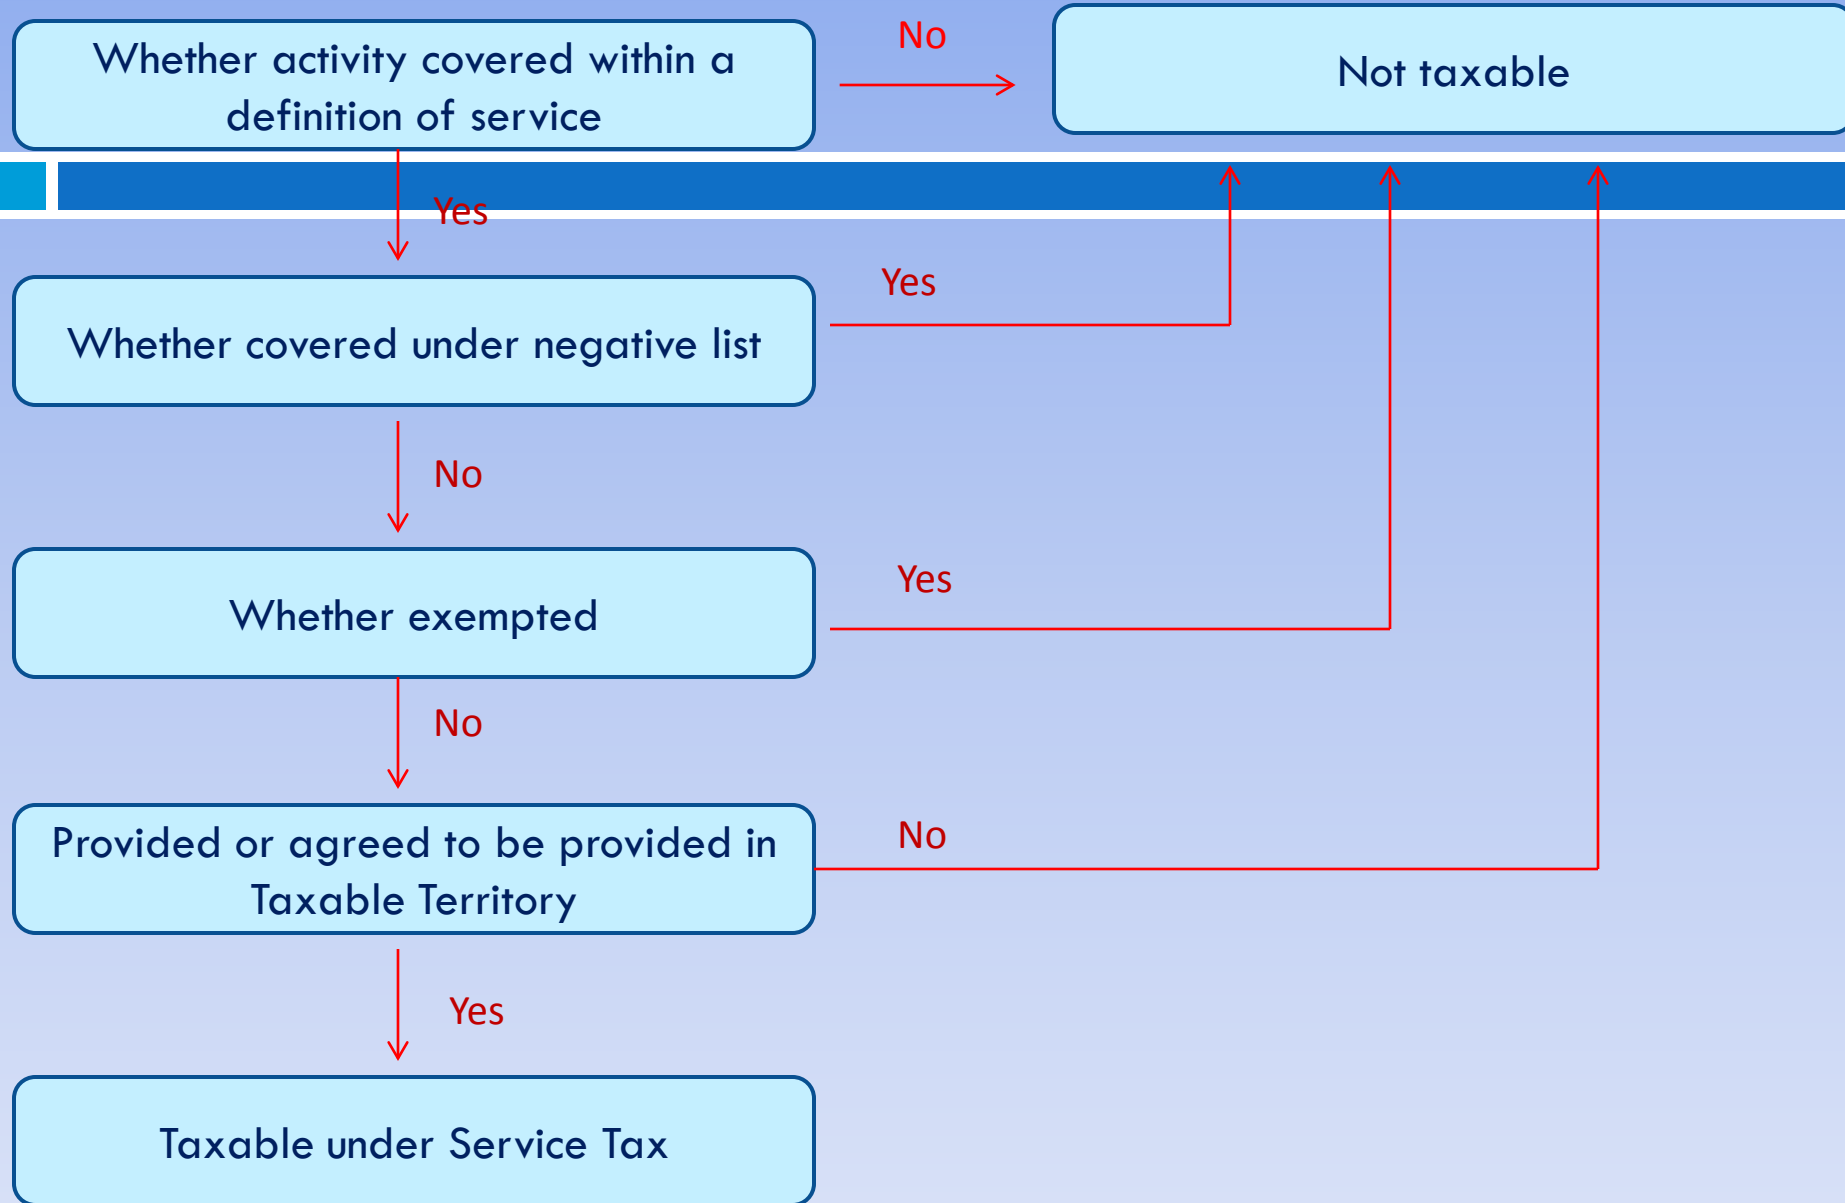 Whether activity covered within a
definition of service
No
Not taxable
Yes
Whether covered under negative list
Yes
No
Whether exempted
Yes
No
Provided or agreed to be provided in
Taxable Territory
No
Yes
Taxable under Service Tax